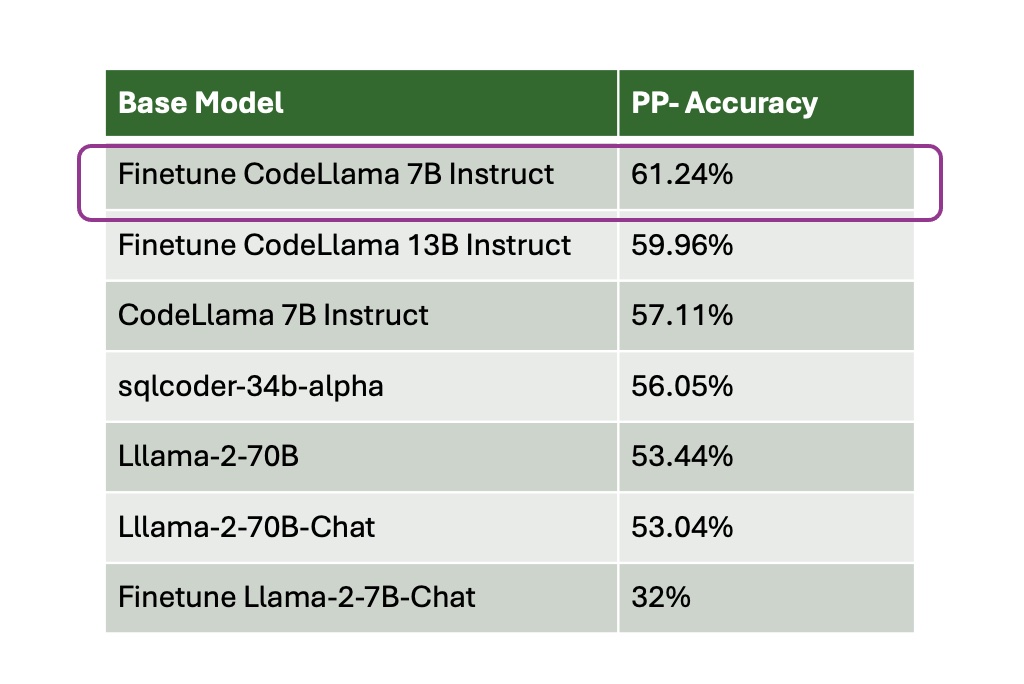 Base Model PP- Accuracy
Finetune CodeLlama 7B Instruct 61.24%
Finetune CodeLlama 13B Instruct 59.96%
CodeLlama 7B Instruct 57.11%
sqlcoder-34b-alpha 56.05%
Lllama-2-70B 53.44%
Lllama-2-70B-Chat 53.04%
Finetune Llama-2-7B-Chat 32%